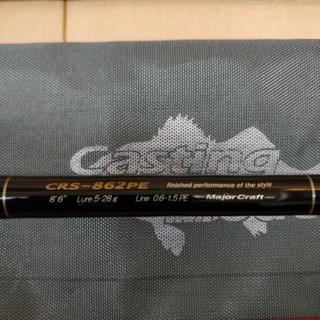 Casting
CRS-862PE finished performance of the style
8'6" Lure 5-28g Line 0.6-1.5 PE Major Craft